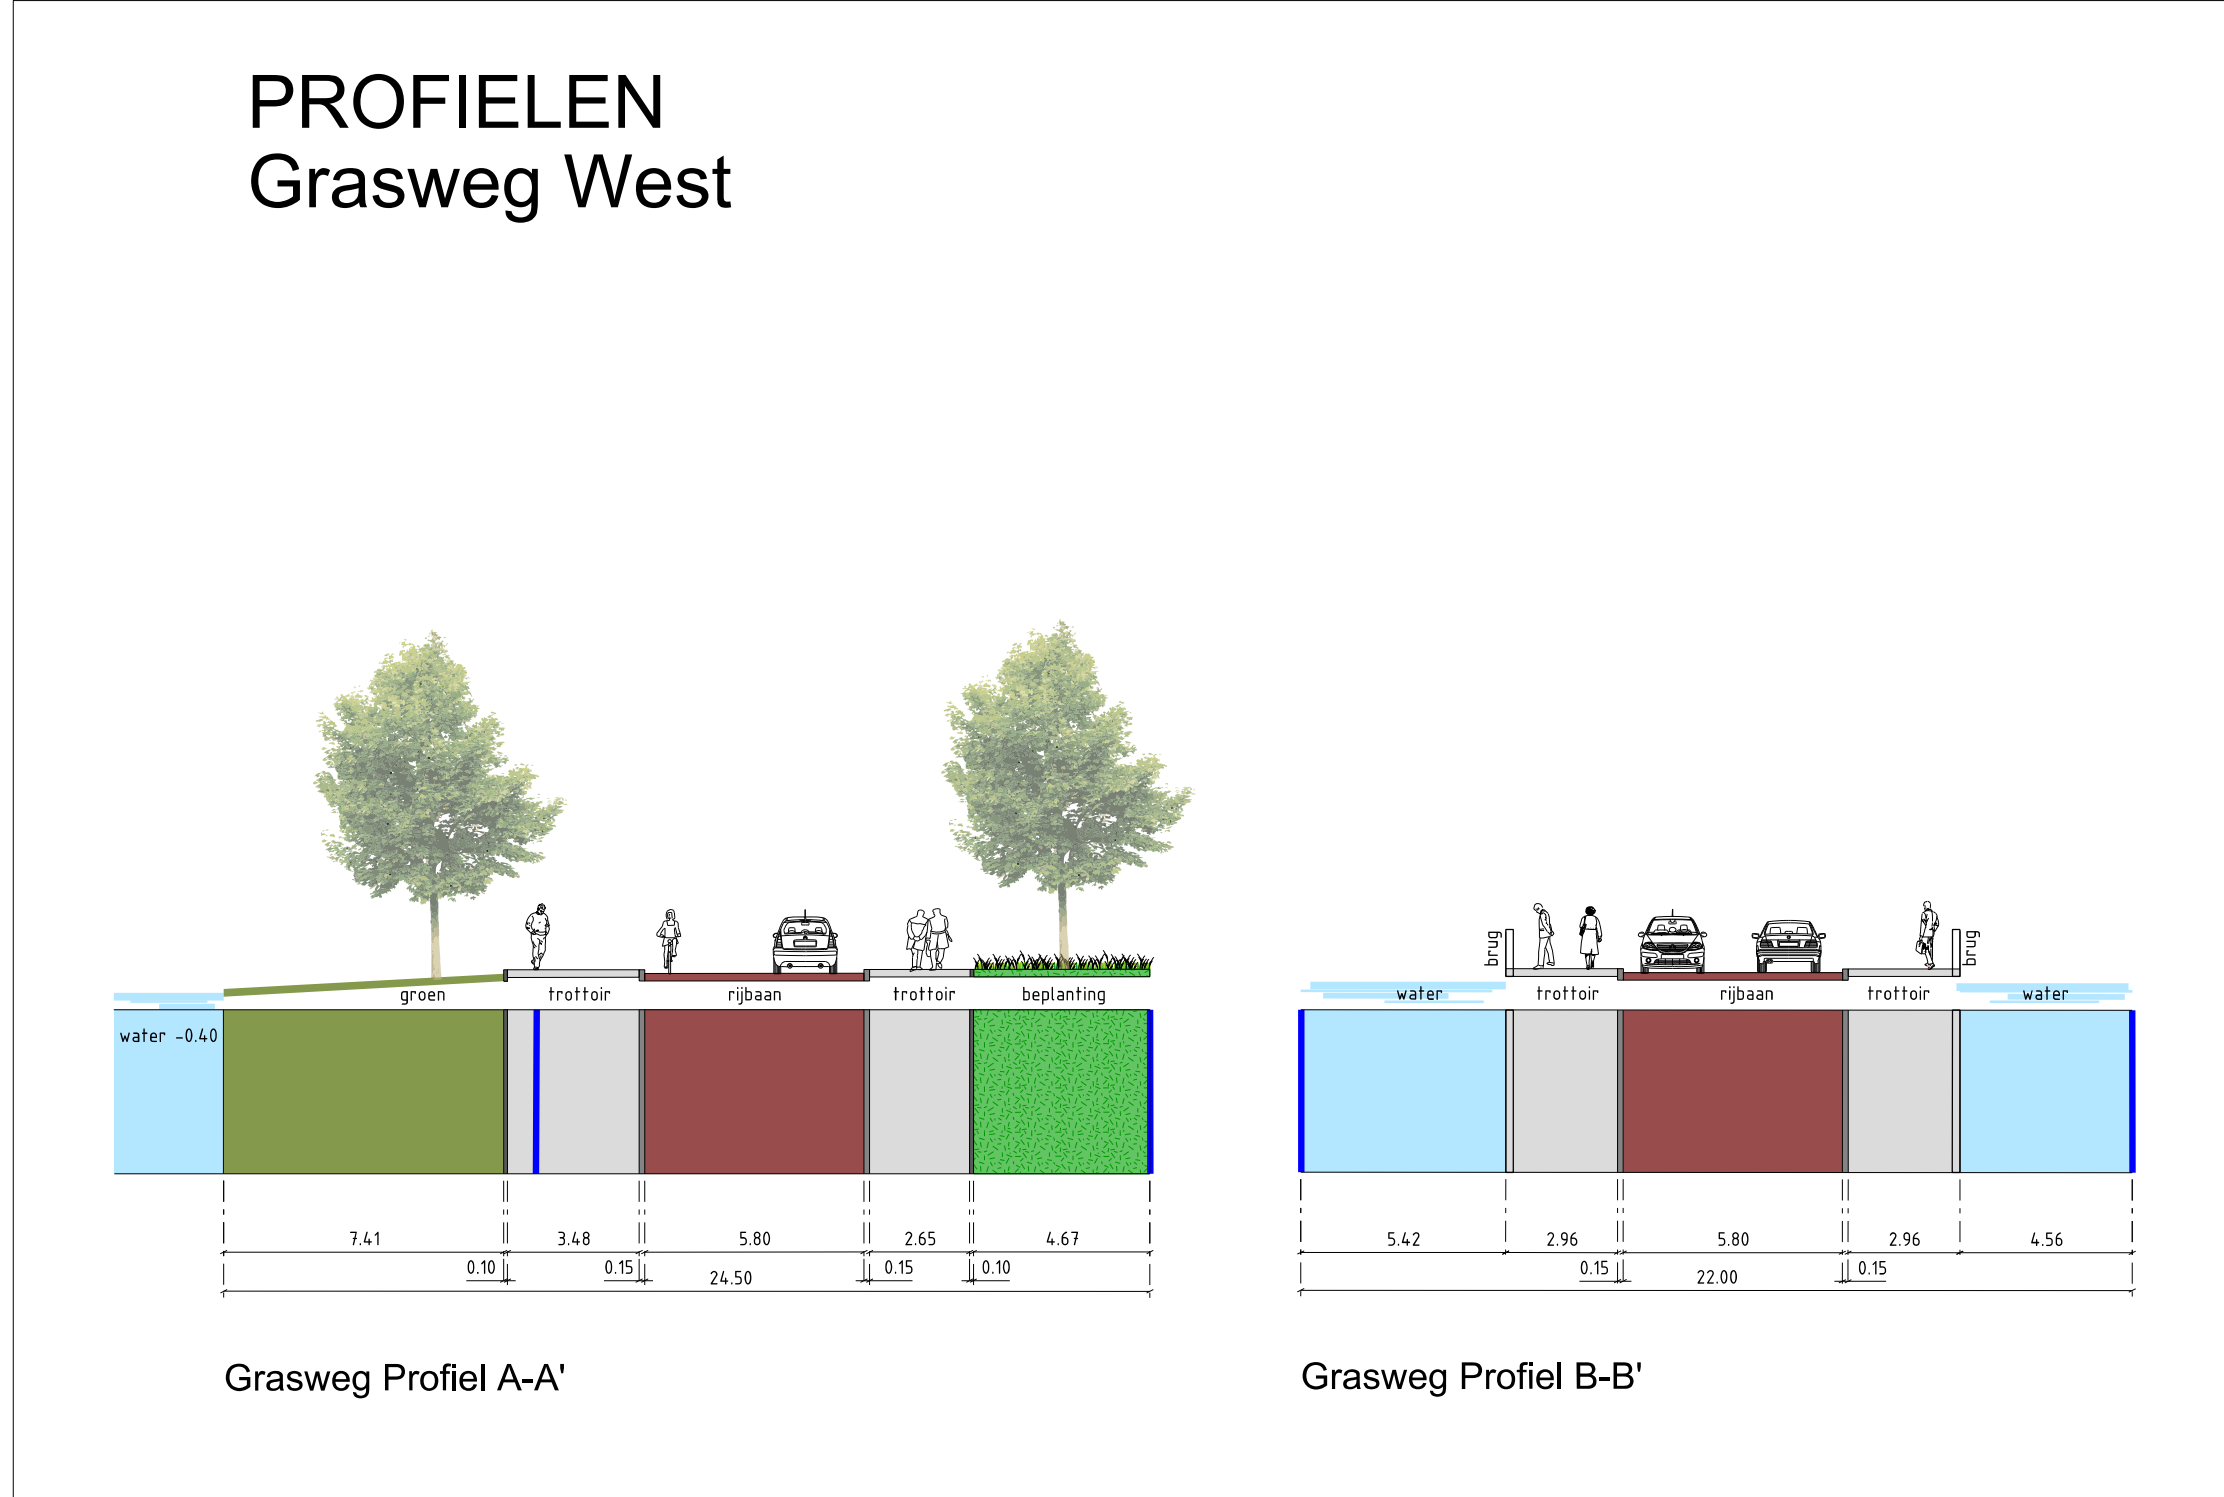 PROFIELEN
Grasweg West
brug
brug
groen
trottoir
rijbaan
trottoir
beplanting
water
trottoir
rijbaan
trottoir
water
water -0.40
7.41
3.48
5.80
2.65
4.67
0.10
0.15
24.50
0.15
0.10
5.42
2.96
5.80
2.96
4.56
0.15
22.00
0.15
Grasweg Profiel A-A'
Grasweg Profiel B-B'